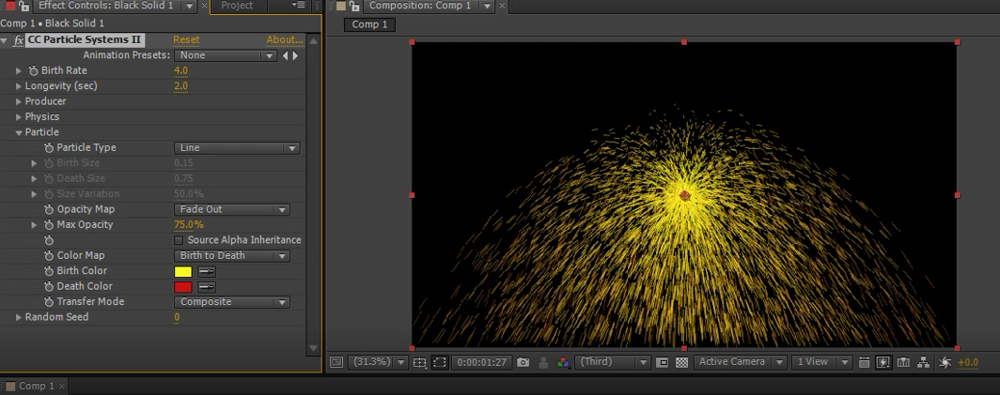 Effect Controls: Black Solid 1
Project
Composition: Comp 1
Comp 1 • Black Solid 1
Comp 1
fx CC Particle Systems II Reset About...
Animation Presets: None
Birth Rate 4.0
Longevity (sec) 2.0
Producer
Physics
Particle
Particle Type Line
Birth Size 0.15
Death Size 0.75
Size Variation 50.0%
Opacity Map Fade Out
Max Opacity 75.0%
Source Alpha Inheritance
Color Map Birth to Death
Birth Color
Death Color
Transfer Mode Composite
Random Seed 0
(31.3%) 0:00:01:27 (Third) Active Camera 1 View +0.0
Comp 1